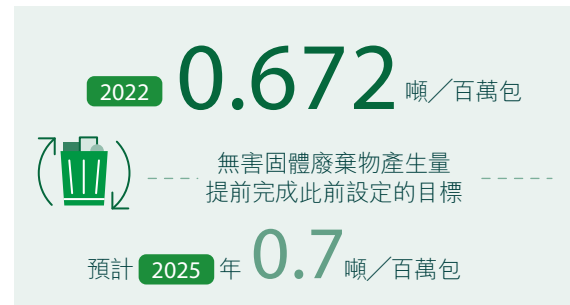 2022 0.672 噸／百萬包
無害固體廢棄物產生量
提前完成此前設定的目標
預計 2025 年 0.7 噸／百萬包